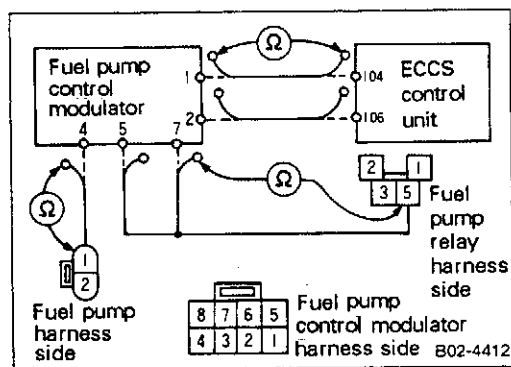 Fuel pump
control
modulator
1
2
4 5 7
Ω
104
106
ECCS
control
unit
Ω
Ω
1
2
Fuel pump
harness
side
2 1
3 5
Fuel
pump
relay
harness
side
8 7 6 5
4 3 2 1
Fuel pump
control modulator
harness side
B02-4412